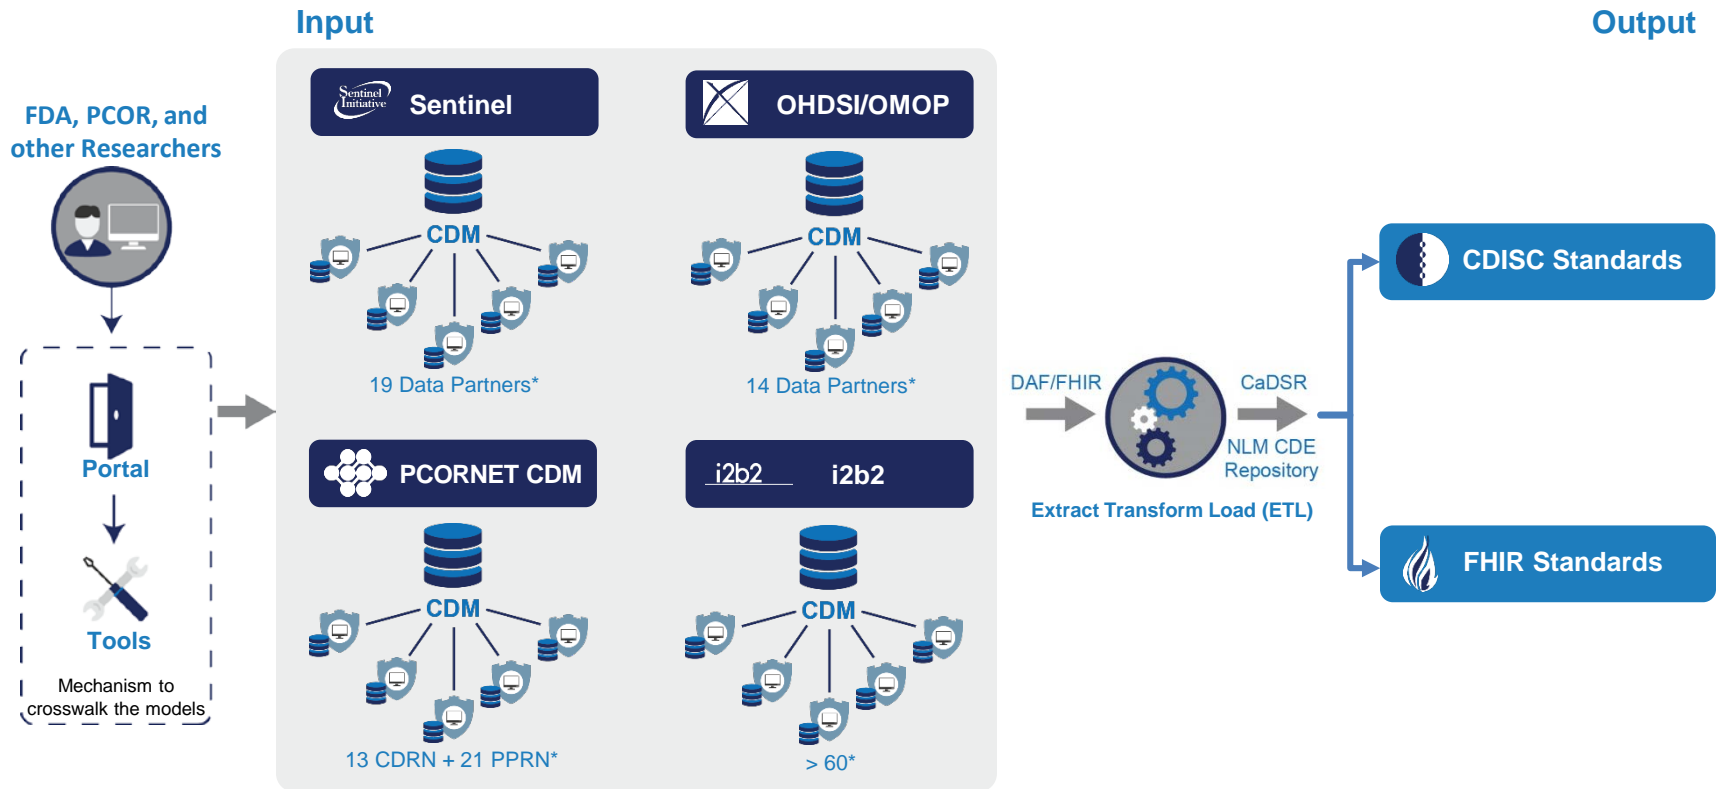 Input
Output
FDA, PCOR, and
other Researchers
Portal
Tools
Mechanism to
crosswalk the models
Sentinel
Initiative
Sentinel
CDM
19 Data Partners*
OHDSI/OMOP
CDM
14 Data Partners*
PCORNET CDM
CDM
13 CDRN + 21 PPRN*
i2b2
i2b2
CDM
> 60*
DAF/FHIR
CaDSR
NLM CDE
Repository
Extract Transform Load (ETL)
CDISC Standards
FHIR Standards